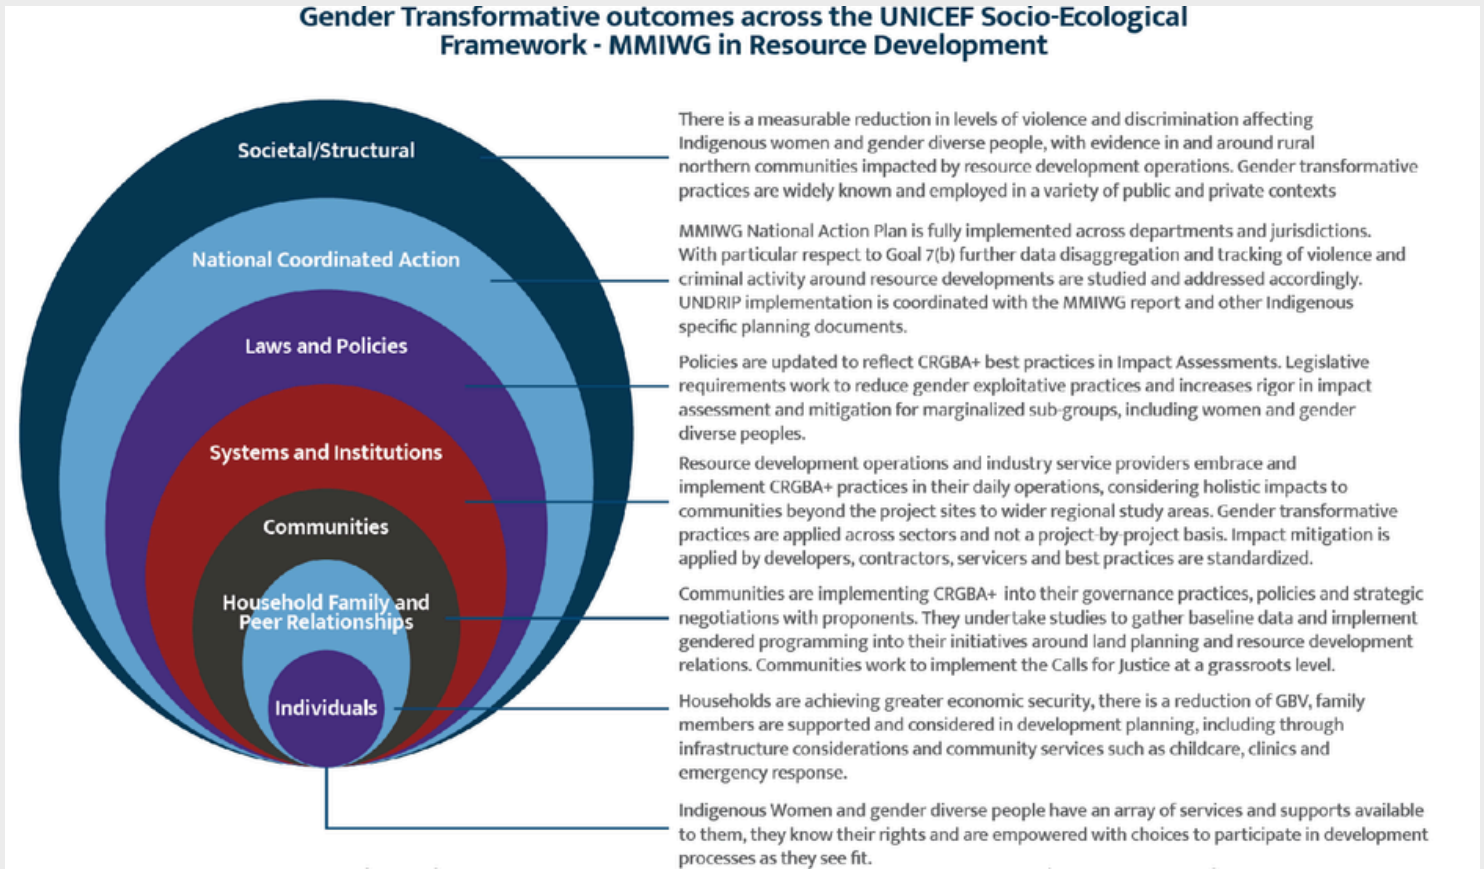 Gender Transformative outcomes across the UNICEF Socio-Ecological
Framework - MMIWG in Resource Development
Societal/Structural
There is a measurable reduction in levels of violence and discrimination affecting
Indigenous women and gender diverse people, with evidence in and around rural
northern communities impacted by resource development operations. Gender transformative
practices are widely known and employed in a variety of public and private contexts
National Coordinated Action
MMIWG National Action Plan is fully implemented across departments and jurisdictions.
With particular respect to Goal 7(b) further data disaggregation and tracking of violence and
criminal activity around resource developments are studied and addressed accordingly.
UNDRIP implementation is coordinated with the MMIWG report and other Indigenous
specific planning documents.
Laws and Policies
Policies are updated to reflect CRGBA+ best practices in Impact Assessments. Legislative
requirements work to reduce gender exploitative practices and increases rigor in impact
assessment and mitigation for marginalized sub-groups, including women and gender
diverse peoples.
Systems and Institutions
Resource development operations and industry service providers embrace and
implement CRGBA+ practices in their daily operations, considering holistic impacts to
communities beyond the project sites to wider regional study areas. Gender transformative
practices are applied across sectors and not a project-by-project basis. Impact mitigation is
applied by developers, contractors, servicers and best practices are standardized.
Communities
Communities are implementing CRGBA+ into their governance practices, policies and strategic
negotiations with proponents. They undertake studies to gather baseline data and implement
gendered programming into their initiatives around land planning and resource development
relations. Communities work to implement the Calls for Justice at a grassroots level.
Household Family and
Peer Relationships
Households are achieving greater economic security, there is a reduction of GBV, family
members are supported and considered in development planning, including through
infrastructure considerations and community services such as childcare, clinics and
emergency response.
Individuals
Indigenous Women and gender diverse people have an array of services and supports available
to them, they know their rights and are empowered with choices to participate in development
processes as they see fit.